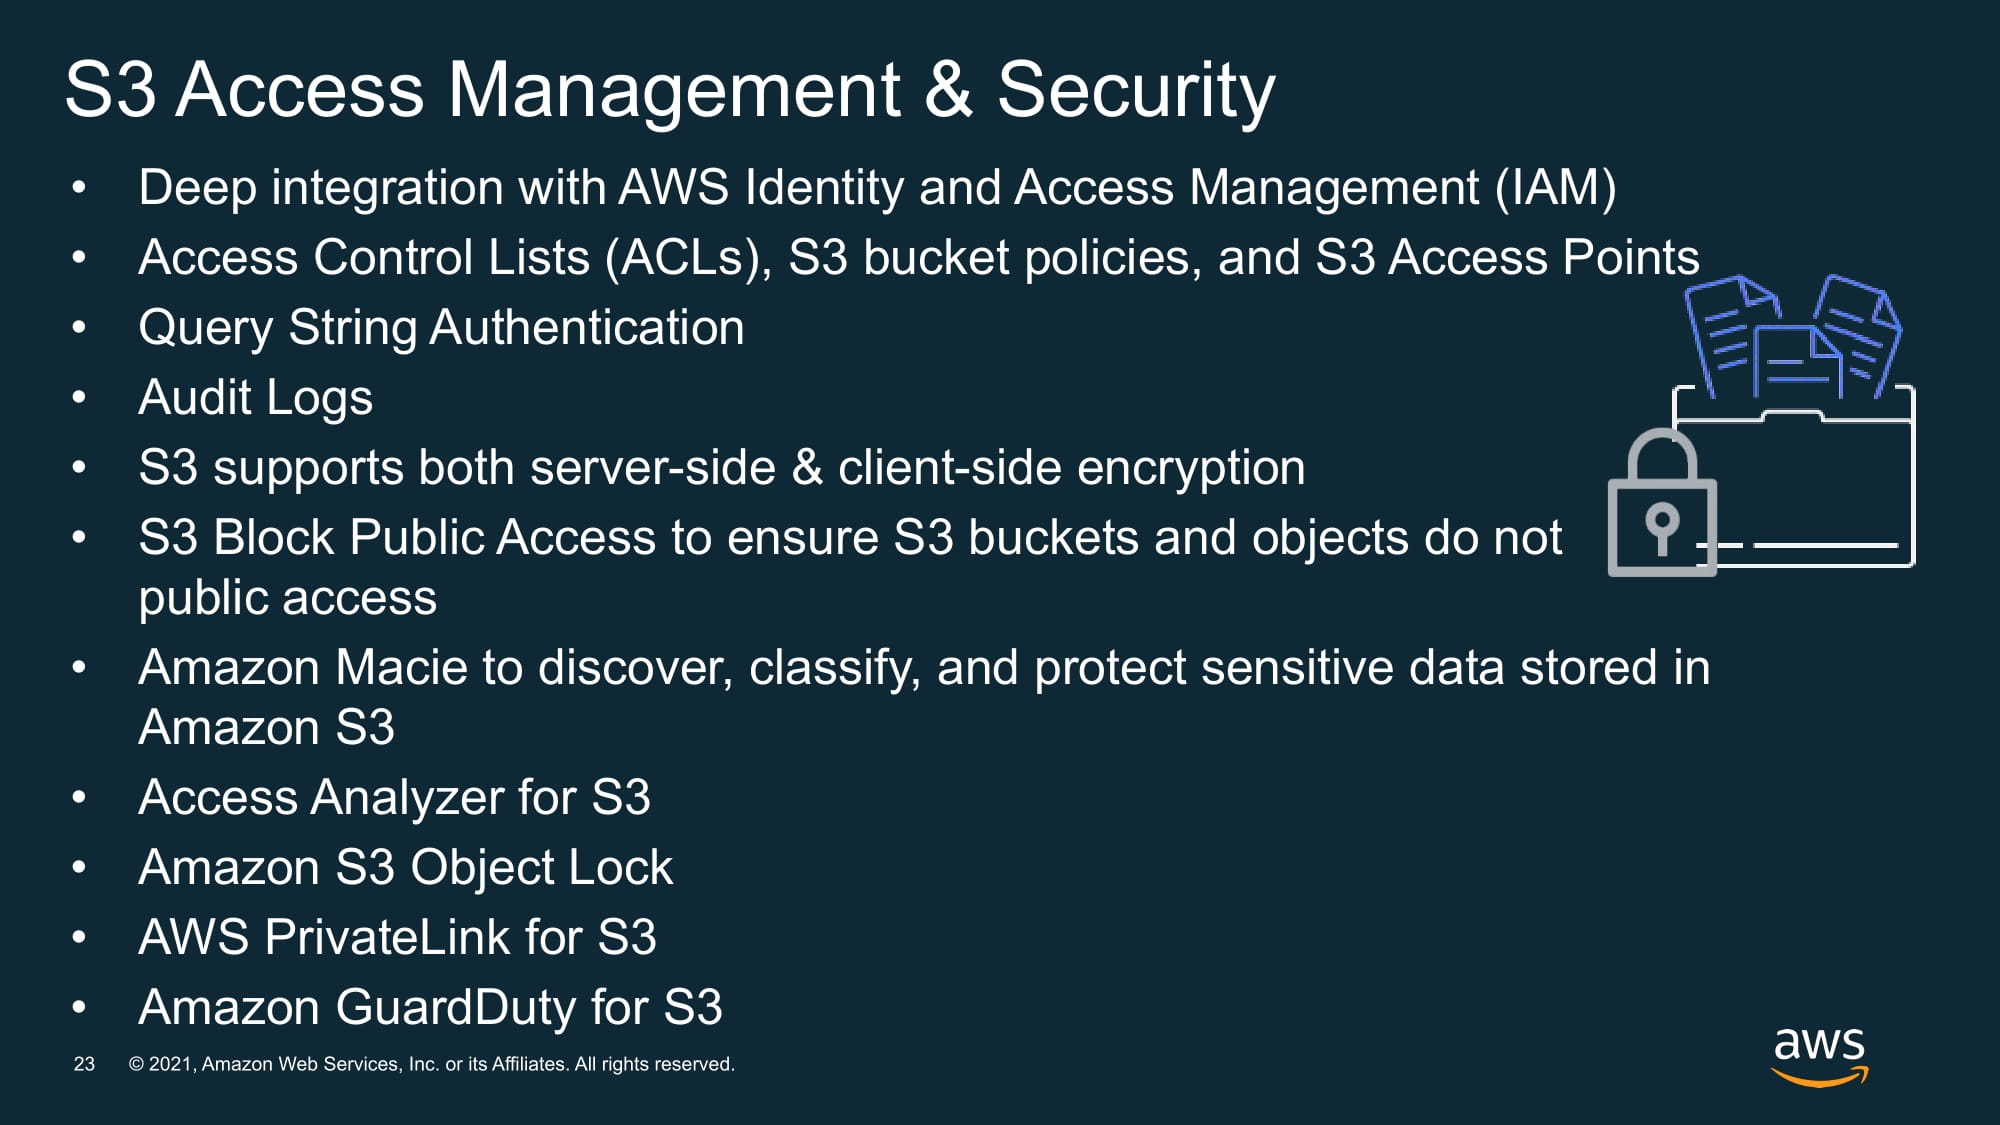 S3 Access Management & Security
• Deep integration with AWS Identity and Access Management (IAM)
• Access Control Lists (ACLs), S3 bucket policies, and S3 Access Points
• Query String Authentication
• Audit Logs
• S3 supports both server-side & client-side encryption
• S3 Block Public Access to ensure S3 buckets and objects do not
public access
• Amazon Macie to discover, classify, and protect sensitive data stored in
Amazon S3
• Access Analyzer for S3
• Amazon S3 Object Lock
• AWS PrivateLink for S3
• Amazon GuardDuty for S3
23 © 2021, Amazon Web Services, Inc. or its Affiliates. All rights reserved.
aws